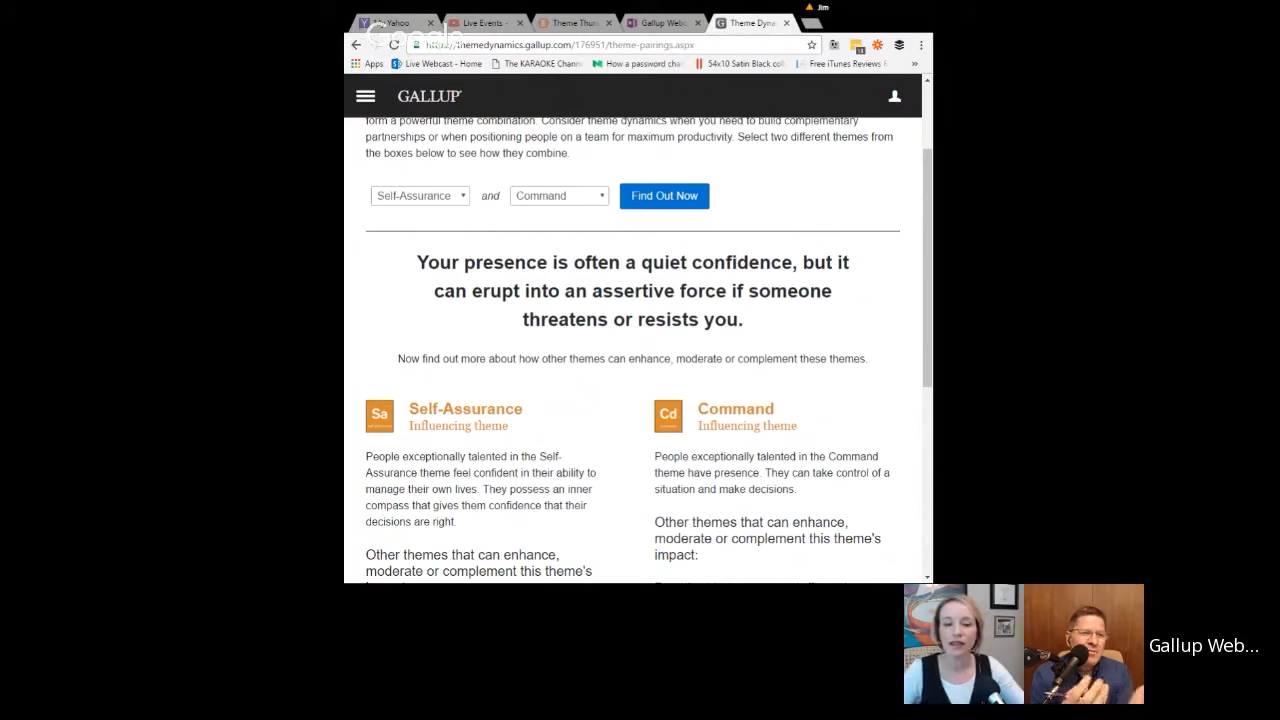 Jim
Yahoo
Live Events -
Theme Thur
Gallup Webc
Theme Dyna
Google
https://themedynamics.gallup.com/176951/theme-pairings.aspx
Apps
Live Webcast - Home
The KARAOKE Chann
How a password chan
54x10 Satin Black coll
Free iTunes Reviews R
»
GALLUP
form a powerful theme combination. Consider theme dynamics when you need to build complementary
partnerships or when positioning people on a team for maximum productivity. Select two different themes from
the boxes below to see how they combine.
Self-Assurance and Command Find Out Now
Your presence is often a quiet confidence, but it
can erupt into an assertive force if someone
threatens or resists you.
Now find out more about how other themes can enhance, moderate or complement these themes.
Sa
Self-Assurance
Influencing theme
People exceptionally talented in the Self-
Assurance theme feel confident in their ability to
manage their own lives. They possess an inner
compass that gives them confidence that their
decisions are right.
Other themes that can enhance,
moderate or complement this theme's
Cd
Command
Influencing theme
People exceptionally talented in the Command
theme have presence. They can take control of a
situation and make decisions.
Other themes that can enhance,
moderate or complement this theme's
impact:
Gallup Web...